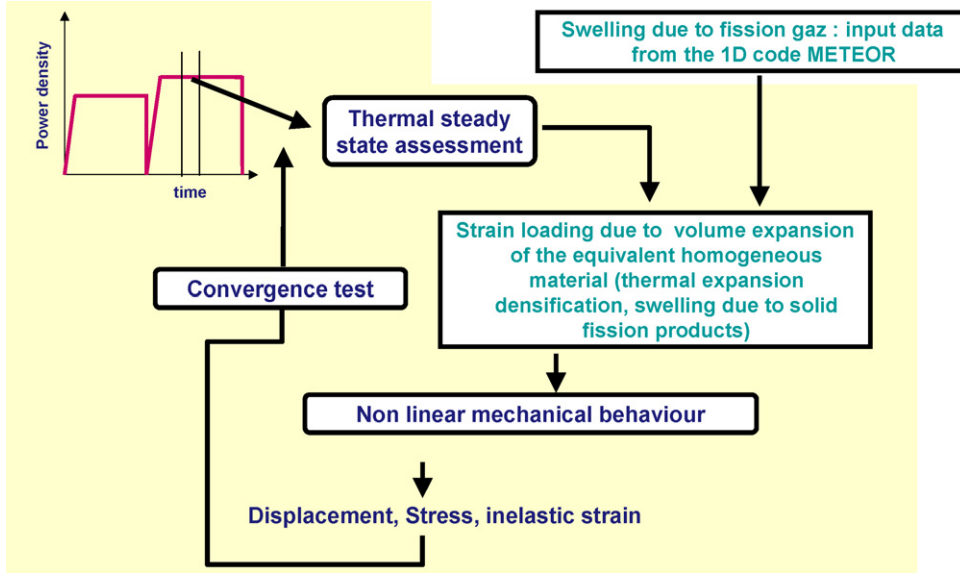 Swelling due to fission gaz : input data
from the 1D code METEOR
Power density
time
Thermal steady
state assessment
Strain loading due to volume expansion
of the equivalent homogeneous
material (thermal expansion
densification, swelling due to solid
fission products)
Convergence test
Non linear mechanical behaviour
Displacement, Stress, inelastic strain